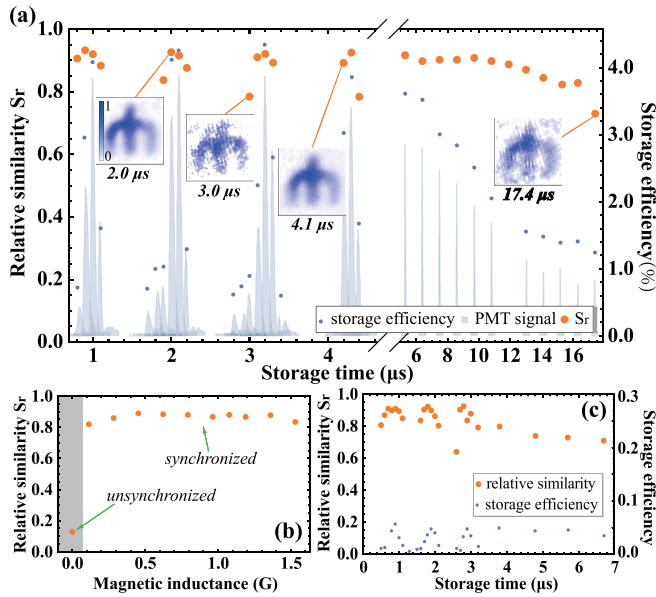 (a)
Relative similarity Sr
1.0
0.8
0.6
0.4
0.2
0.0
1
0
2.0 μs
3.0 μs
4.1 μs
17.4 μs
4.0
3.0
2.0
1.0
0.0
Storage efficiency(%)
storage efficiency PMT signal Sr
1 2 3 4 6 8 10 12 14 16
Storage time (μs)
Relative similarity Sr
1.0
0.8
0.6
0.4
0.2
0.0
synchronized
unsynchronized
(b)
0.0 0.5 1.0 1.5
Magnetic inductance (G)
Relative similarity Sr
1.0
0.8
0.6
0.4
0.2
0.0
(c)
relative similarity
storage efficiency
0.3
0.2
0.1
0.0
Storage efficiency
0 1 2 3 4 5 6 7
Storage time (μs)